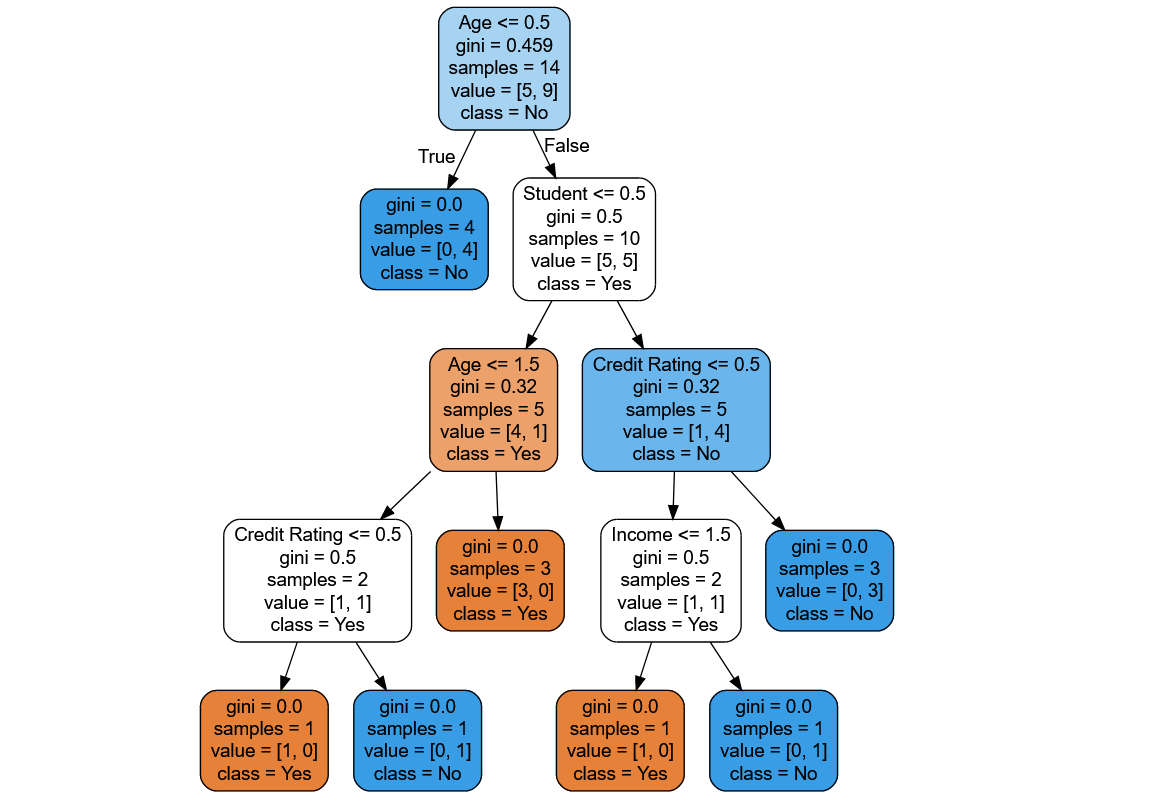 Age <= 0.5
gini = 0.459
samples = 14
value = [5, 9]
class = No
True
False
gini = 0.0
samples = 4
value = [0, 4]
class = No
Student <= 0.5
gini = 0.5
samples = 10
value = [5, 5]
class = Yes
Age <= 1.5
gini = 0.32
samples = 5
value = [4, 1]
class = Yes
Credit Rating <= 0.5
gini = 0.32
samples = 5
value = [1, 4]
class = No
Credit Rating <= 0.5
gini = 0.5
samples = 2
value = [1, 1]
class = Yes
gini = 0.0
samples = 3
value = [3, 0]
class = Yes
Income <= 1.5
gini = 0.5
samples = 2
value = [1, 1]
class = Yes
gini = 0.0
samples = 3
value = [0, 3]
class = No
gini = 0.0
samples = 1
value = [1, 0]
class = Yes
gini = 0.0
samples = 1
value = [0, 1]
class = No
gini = 0.0
samples = 1
value = [1, 0]
class = Yes
gini = 0.0
samples = 1
value = [0, 1]
class = No